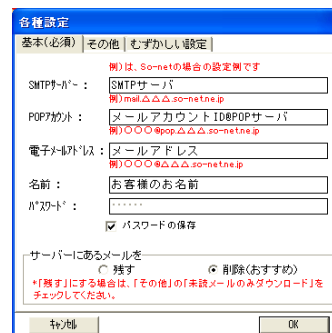 各種設定
基本(必須) その他 むずかしい設定
例)は、So-netの場合の設定例です
SMTPｻｰﾊﾞｰ： SMTPサーバ
例)mail.△△△.so-net.ne.jp
POPｱｶｳﾝﾄ： メールアカウントID@POPサーバ
例)○○○@pop.△△△.so-net.ne.jp
電子ﾒｰﾙｱﾄﾞﾚｽ： メールアドレス
例)○○○@△△△.so-net.ne.jp
名前： お客様のお名前
ﾊﾟｽﾜｰﾄﾞ： ······
パスワードの保存
サーバーにあるメールを
残す 削除(おすすめ)
*「残す」にする場合は、「その他」の「未読メールのみダウンロード」を
チェックしてください。
ｷｬﾝｾﾙ OK